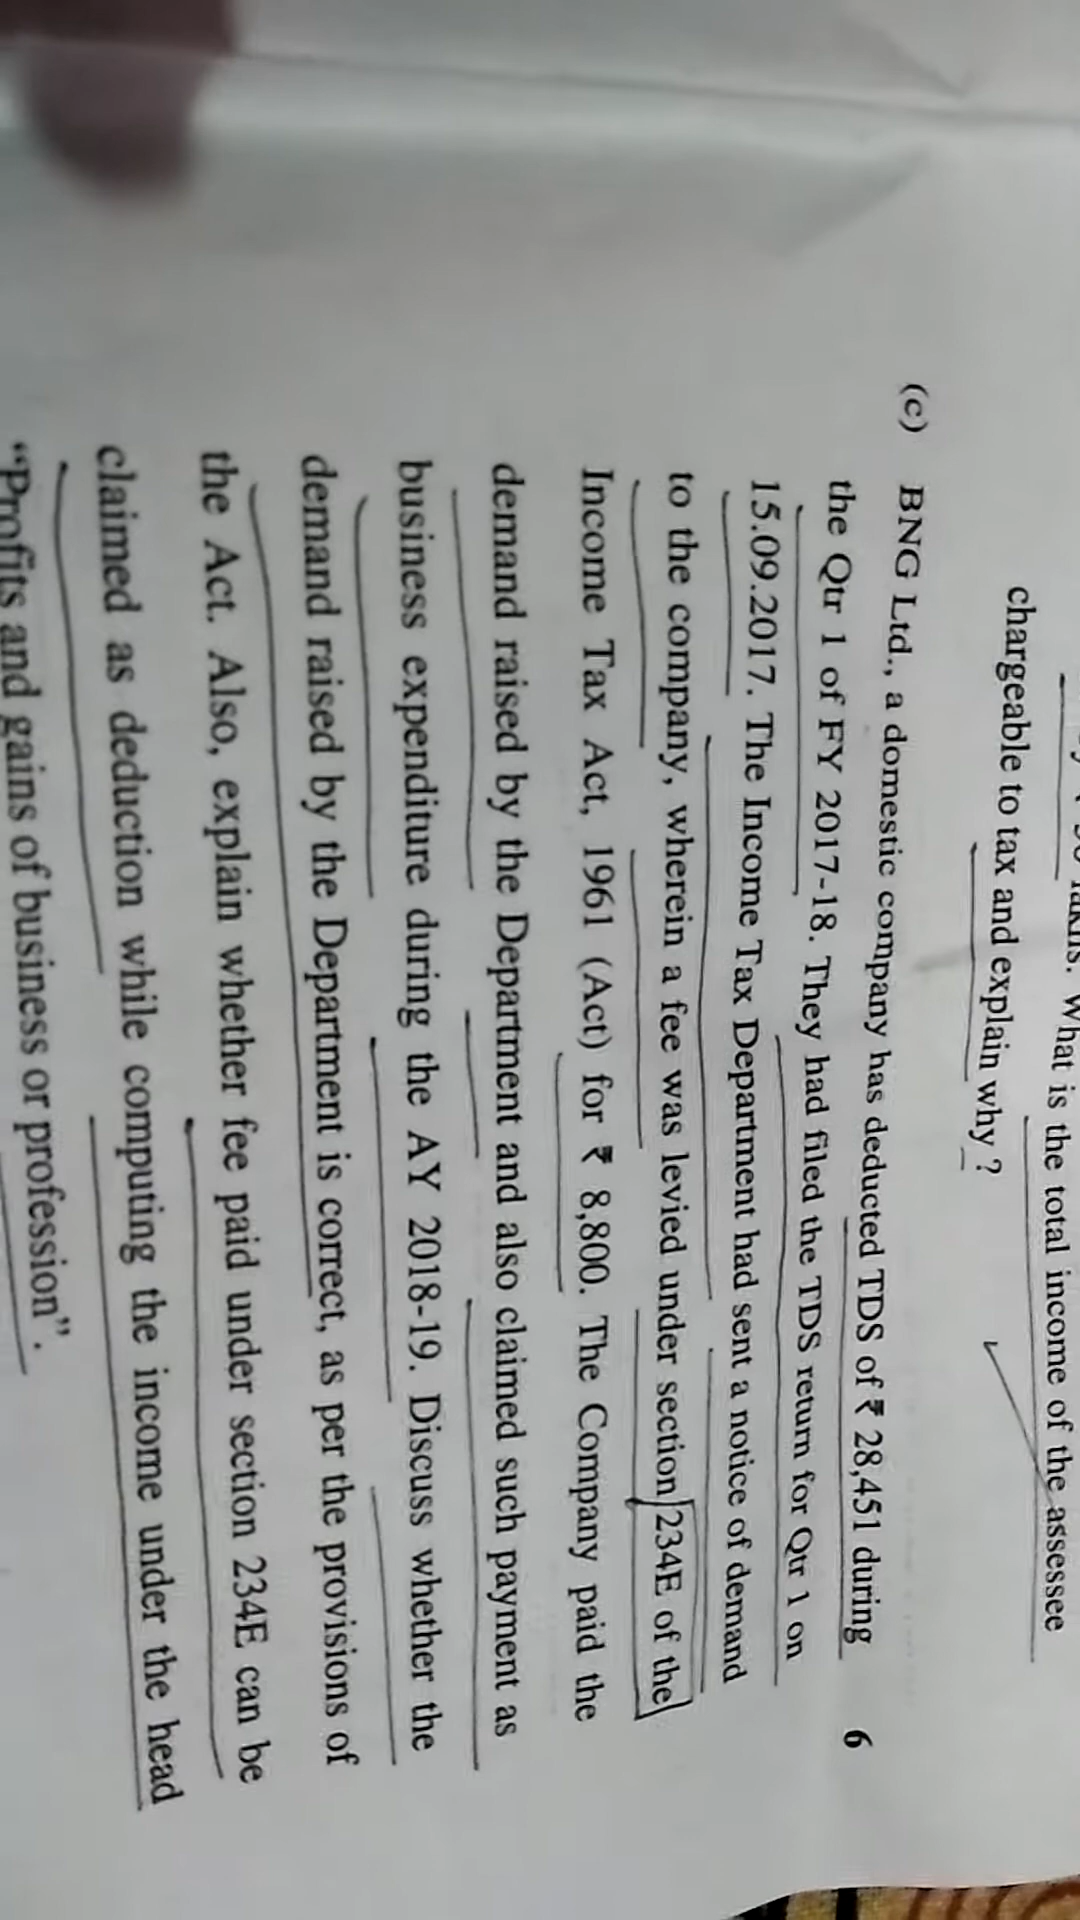 lakhs. What is the total income of the assessee
chargeable to tax and explain why ?
(c) BNG Ltd., a domestic company has deducted TDS of ₹ 28,451 during
the Qtr 1 of FY 2017-18. They had filed the TDS return for Qtr 1 on
15.09.2017. The Income Tax Department had sent a notice of demand
to the company, wherein a fee was levied under section 234E of the
Income Tax Act, 1961 (Act) for ₹ 8,800. The Company paid the
demand raised by the Department and also claimed such payment as
business expenditure during the AY 2018-19. Discuss whether the
demand raised by the Department is correct, as per the provisions of
the Act. Also, explain whether fee paid under section 234E can be
claimed as deduction while computing the income under the head
“Profits and gains of business or profession”.
6